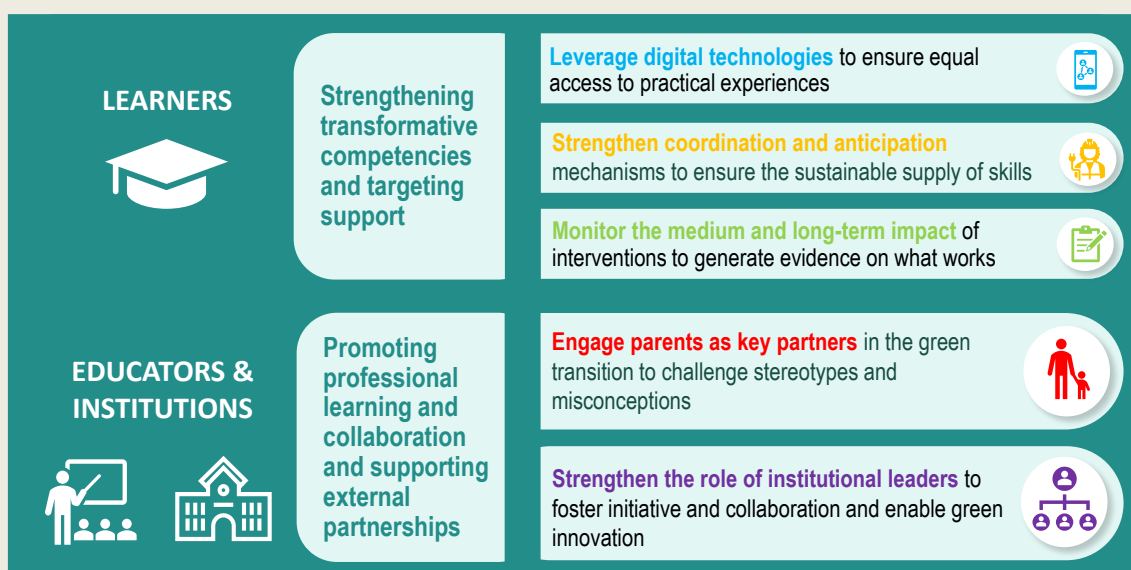 LEARNERS
Strengthening
transformative
competencies
and targeting
support
Leverage digital technologies to ensure equal
access to practical experiences
Strengthen coordination and anticipation
mechanisms to ensure the sustainable supply of skills
Monitor the medium and long-term impact of
interventions to generate evidence on what works
EDUCATORS &
INSTITUTIONS
Promoting
professional
learning and
collaboration
and supporting
external
partnerships
Engage parents as key partners in the green
transition to challenge stereotypes and
misconceptions
Strengthen the role of institutional leaders to
foster initiative and collaboration and enable green
innovation